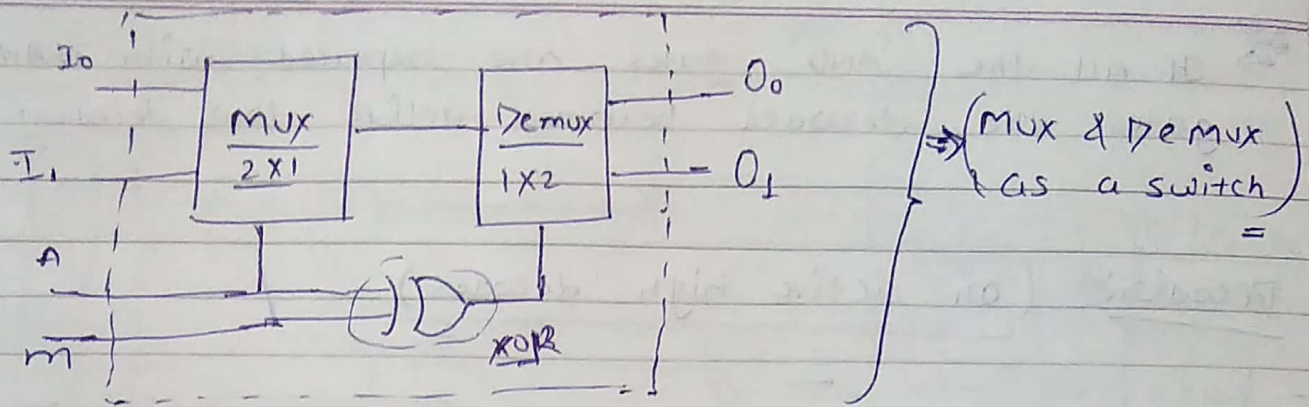 I₀
I₁
A
m
MUX
2x1
Demux
1x2
XOR
O₀
O₁
⇒ (MUX & Demux
as a switch)
=